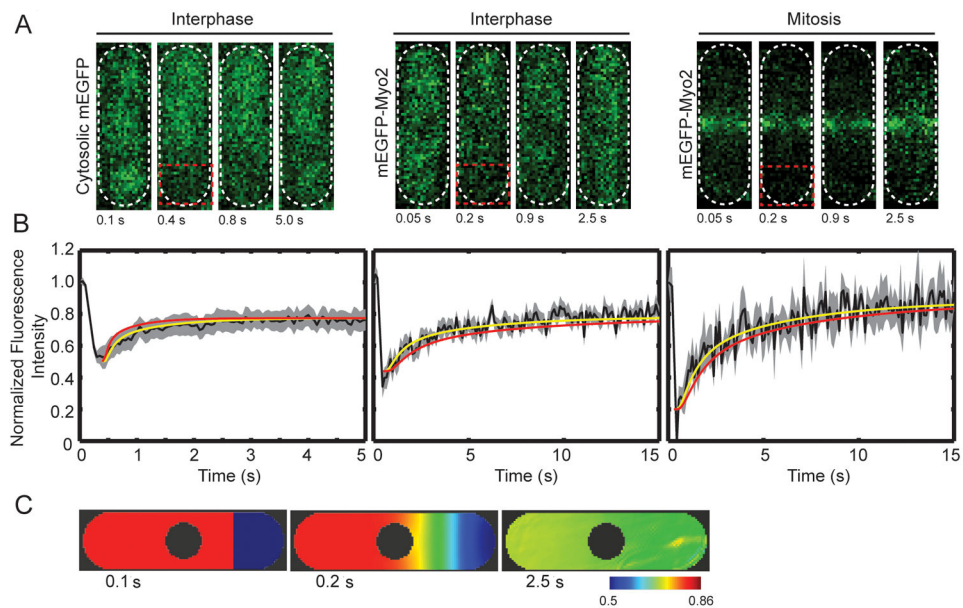 A
Interphase
Interphase
Mitosis
Cytosolic mEGFP
0.1 s 0.4 s 0.8 s 5.0 s
mEGFP-Myo2
0.05 s 0.2 s 0.9 s 2.5 s
mEGFP-Myo2
0.05 s 0.2 s 0.9 s 2.5 s
B
Normalized Fluorescence
Intensity
1.2
1.0
0.8
0.6
0.4
0.2
0
0 1 2 3 4 5
Time (s)
0 5 10 15
Time (s)
0 5 10 15
Time (s)
C
0.1 s
0.2 s
2.5 s
0.5 0.86